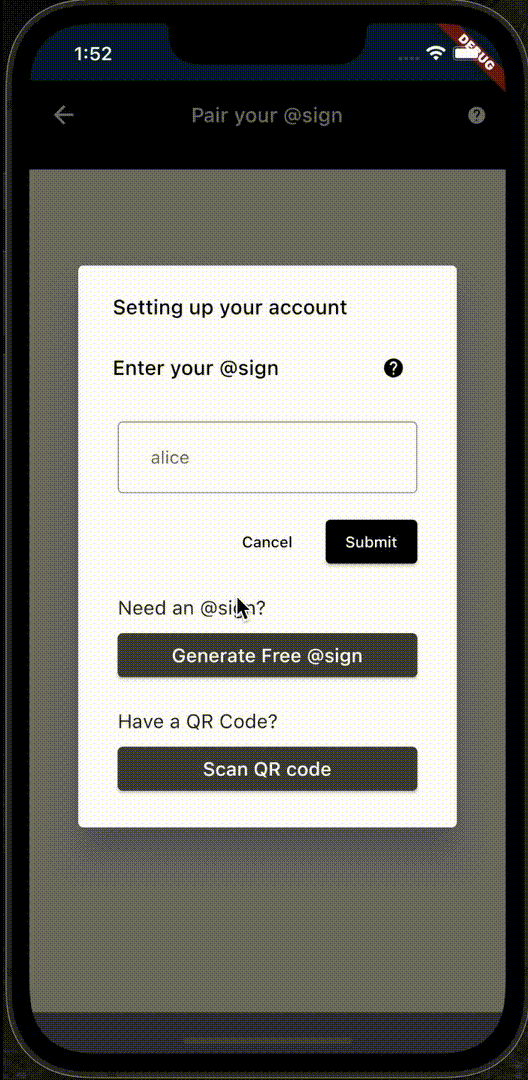 1:52
DEBUG
Pair your @sign
Setting up your account
Enter your @sign
alice
Cancel
Submit
Need an @sign?
Generate Free @sign
Have a QR Code?
Scan QR code